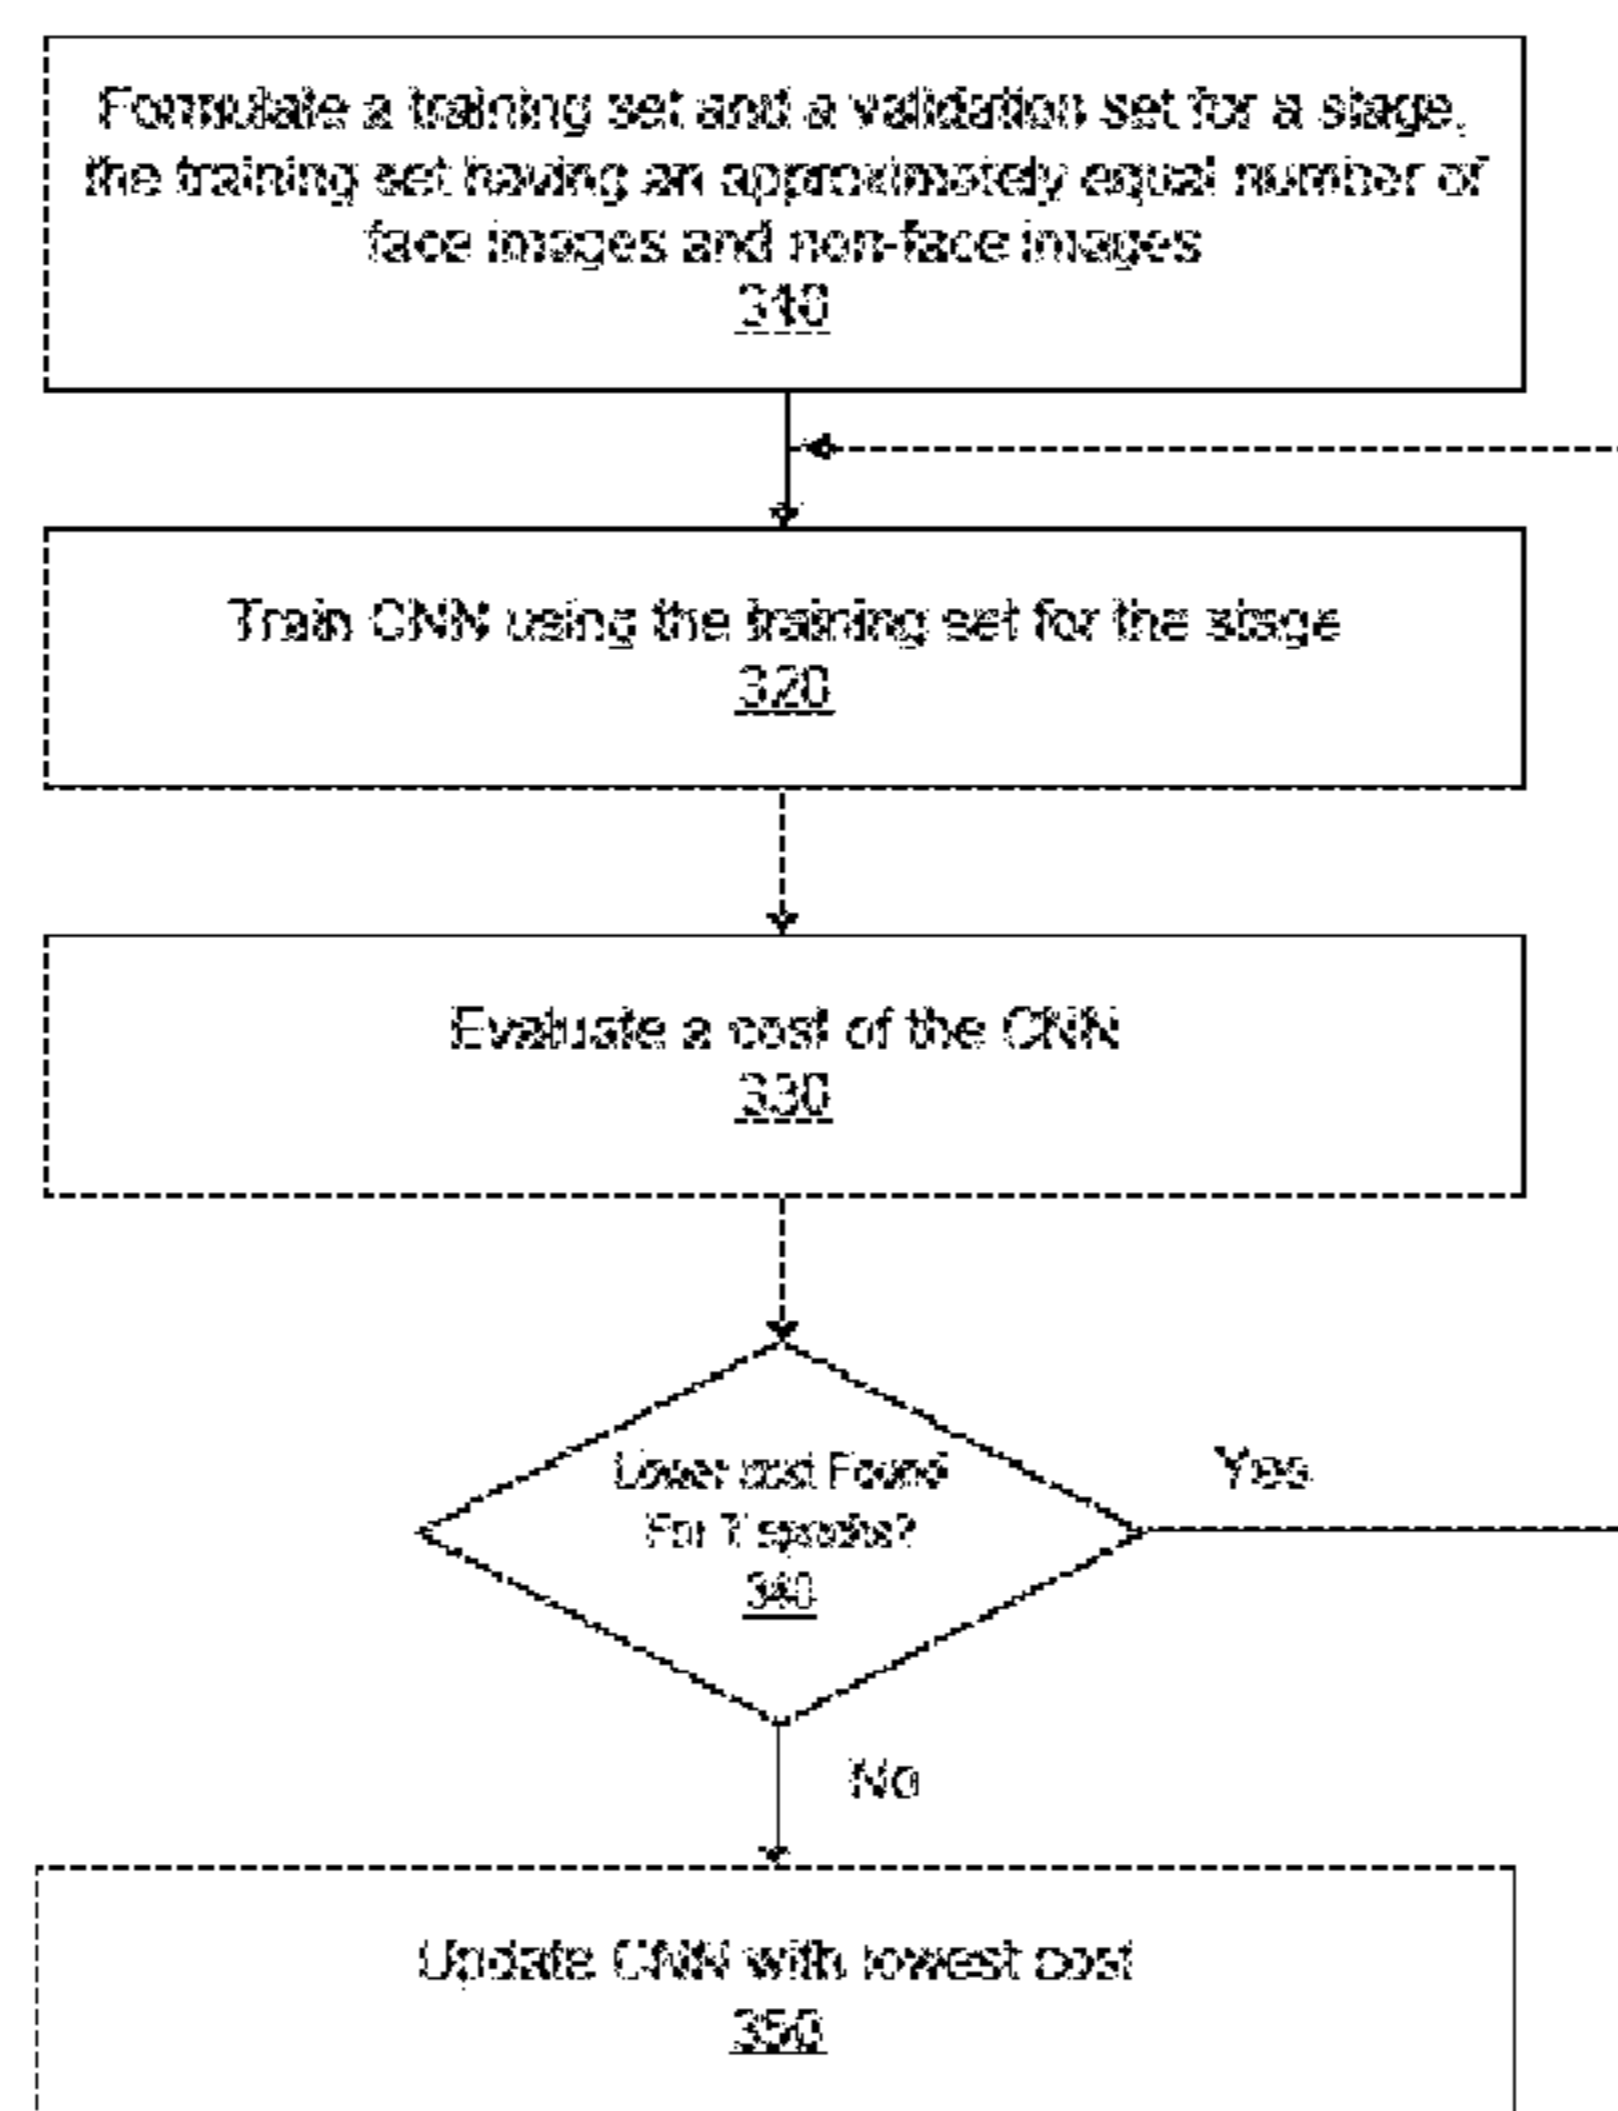 Formulate a training set and a validation set for a stage,
the training set having an approximately equal number of
face images and non-face images
310
Train CNN using the training set for the stage
320
Evaluate a cost of the CNN
330
Lower cost Found
For T epochs?
340
Yes
No
Update CNN with lowest cost
350